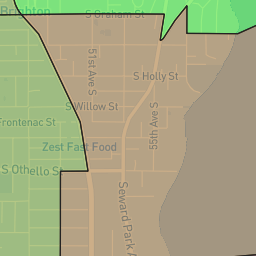 Brighton
S Graham St
51st Ave S
S Holly St
S Willow St
55th Ave S
Frontenac St
Zest Fast Food
S Othello St
Seward Park A